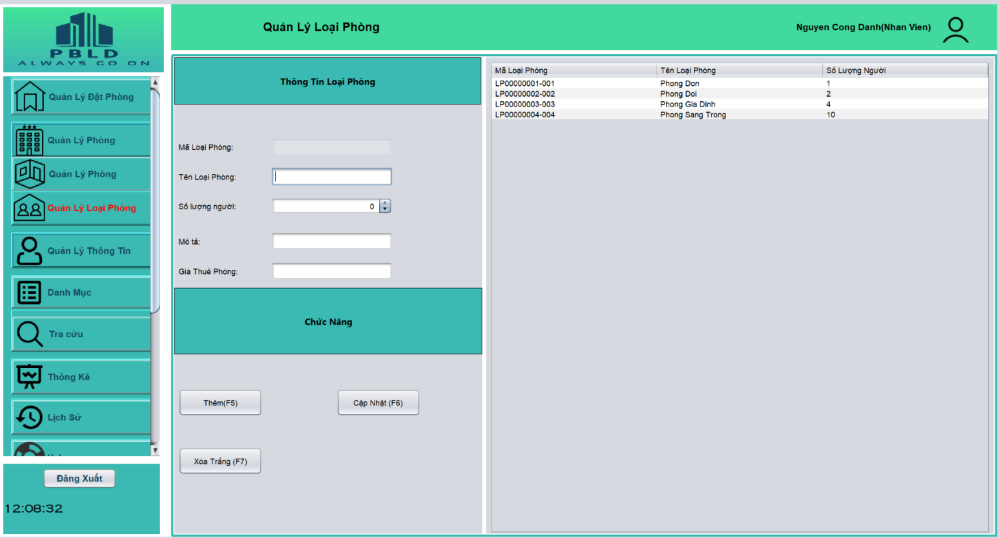 PBLD
ALWAYS GO ON
Quản Lý Loại Phòng
Nguyen Cong Danh(Nhan Vien)
Quản Lý Đặt Phòng
Quản Lý Phòng
Quản Lý Phòng
Quản Lý Loại Phòng
Quản Lý Thông Tin
Danh Mục
Tra cứu
Thống Kê
Lịch Sử
Đăng Xuất
12:08:32
Thông Tin Loại Phòng
Mã Loại Phòng:
Tên Loại Phòng:
Số lượng người: 0
Mô tả:
Gía Thuê Phòng:
Chức Năng
Thêm(F5) Cập Nhật (F6)
Xóa Trắng (F7)
Mã Loại Phòng Tên Loại Phòng Số Lượng Người
LP00000001-001 Phong Don 1
LP00000002-002 Phong Doi 2
LP00000003-003 Phong Gia Dinh 4
LP00000004-004 Phong Sang Trong 10